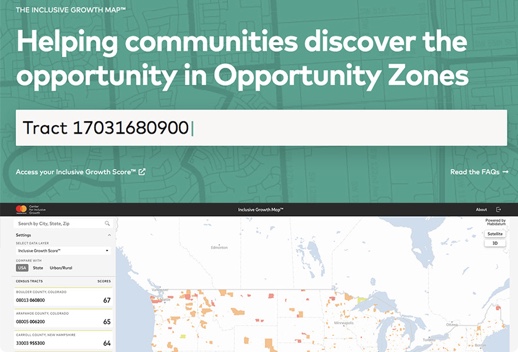 THE INCLUSIVE GROWTH MAP™
Helping communities discover the
opportunity in Opportunity Zones
Tract 17031680900
Access your Inclusive Growth Score™
Read the FAQs
Center
for Inclusive
Growth
Inclusive Growth Map™
About
Search by City, State, Zip
Powered by
Settings
Satellite
SELECT DATA LAYER
3D
Inclusive Growth Score™
COMPARE WITH
USA State Urban/Rural
CENSUS TRACTS SCORES
BOULDER COUNTY, COLORADO
08013 060800 67
ARAPAHOE COUNTY, COLORADO
08005 006200 65
CARROLL COUNTY, NEW HAMPSHIRE
33003 955300 64
Edmonton
Minneapolis